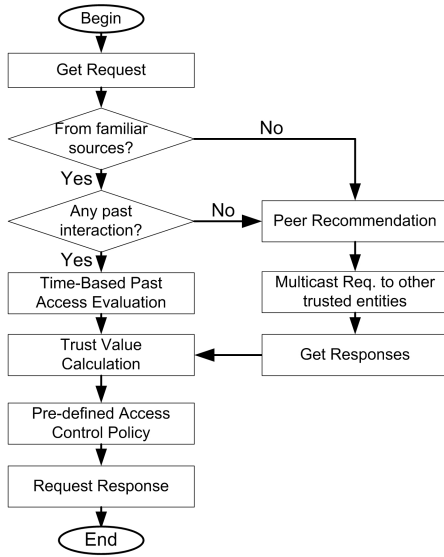 Begin
Get Request
From familiar
sources?
No
Yes
Any past
interaction?
No
Peer Recommendation
Yes
Time-Based Past
Access Evaluation
Multicast Req. to other
trusted entities
Trust Value
Calculation
Get Responses
Pre-defined Access
Control Policy
Request Response
End